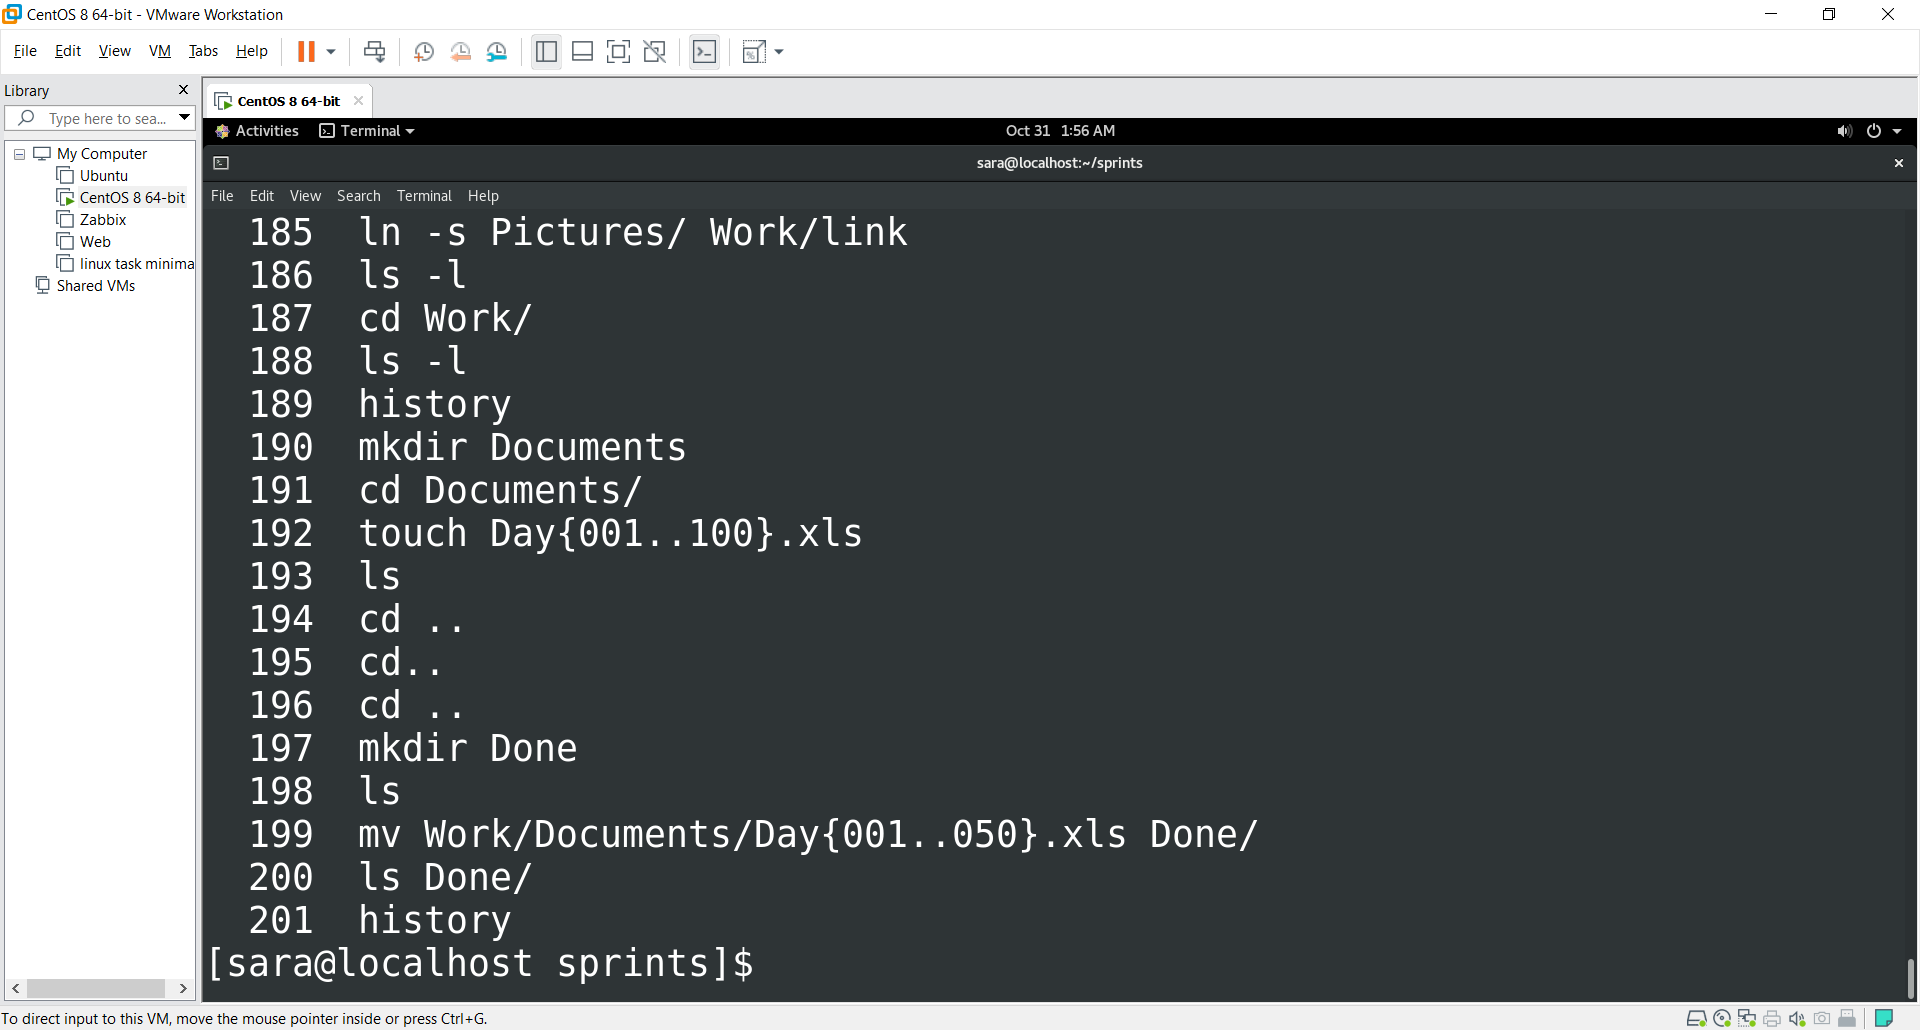 CentOS 8 64-bit - VMware Workstation
File Edit View VM Tabs Help
Library
Type here to sea...
My Computer
Ubuntu
CentOS 8 64-bit
Zabbix
Web
linux task minima
Shared VMs
CentOS 8 64-bit
Activities Terminal Oct 31 1:56 AM
sara@localhost:~/sprints
File Edit View Search Terminal Help
185 ln -s Pictures/ Work/link
186 ls -l
187 cd Work/
188 ls -l
189 history
190 mkdir Documents
191 cd Documents/
192 touch Day{001..100}.xls
193 ls
194 cd ..
195 cd..
196 cd ..
197 mkdir Done
198 ls
199 mv Work/Documents/Day{001..050}.xls Done/
200 ls Done/
201 history
[sara@localhost sprints]$
To direct input to this VM, move the mouse pointer inside or press Ctrl+G.